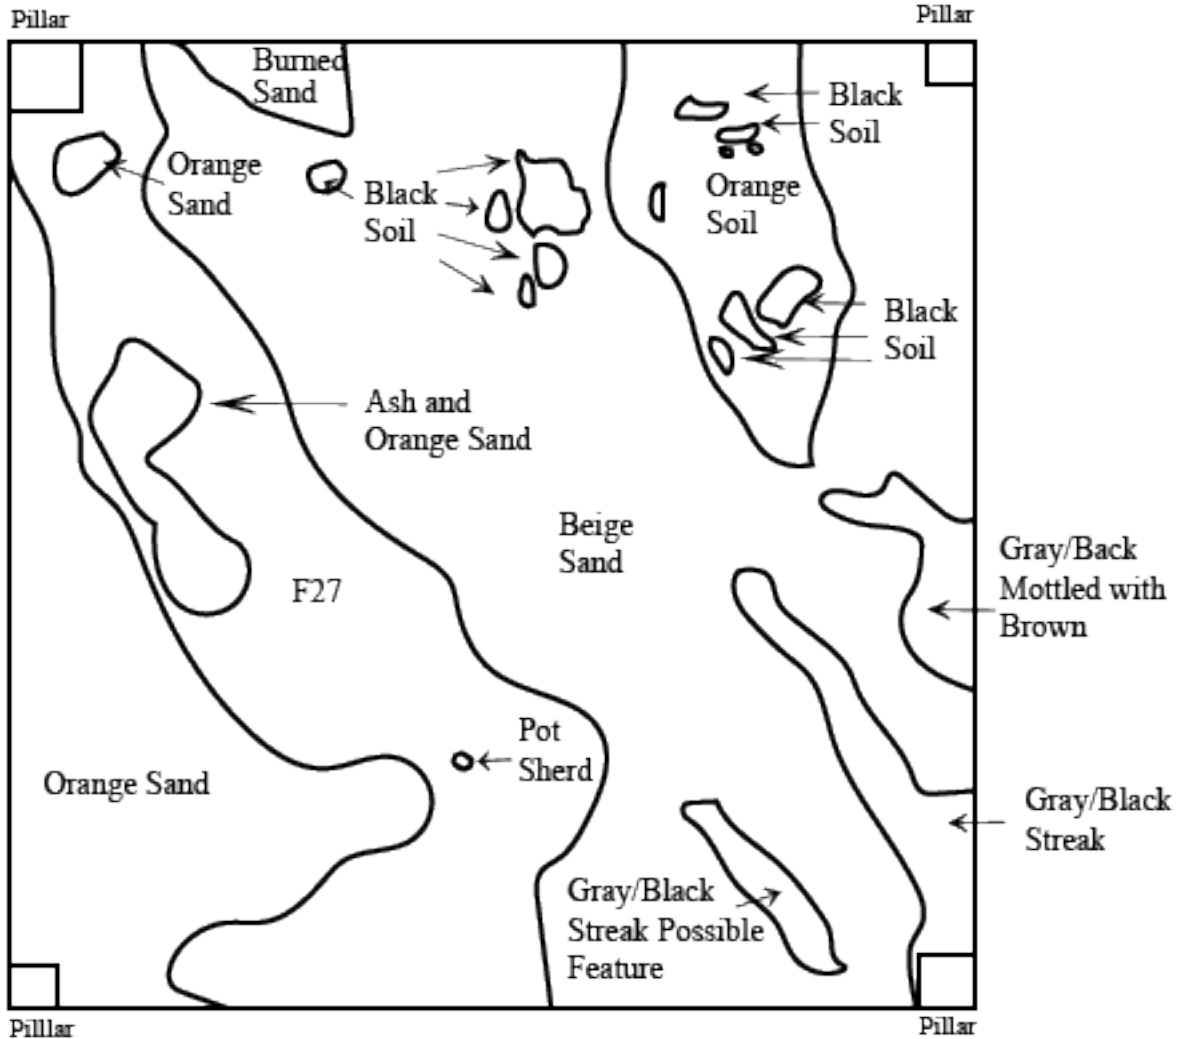 Pillar
Pillar
Burned
Sand
Black
Soil
Orange
Sand
Black
Soil
Orange
Soil
Black
Soil
Ash and
Orange Sand
Beige
Sand
Gray/Back
Mottled with
Brown
F27
Pot
Sherd
Orange Sand
Gray/Black
Streak
Gray/Black
Streak Possible
Feature
Pilllar
Pillar